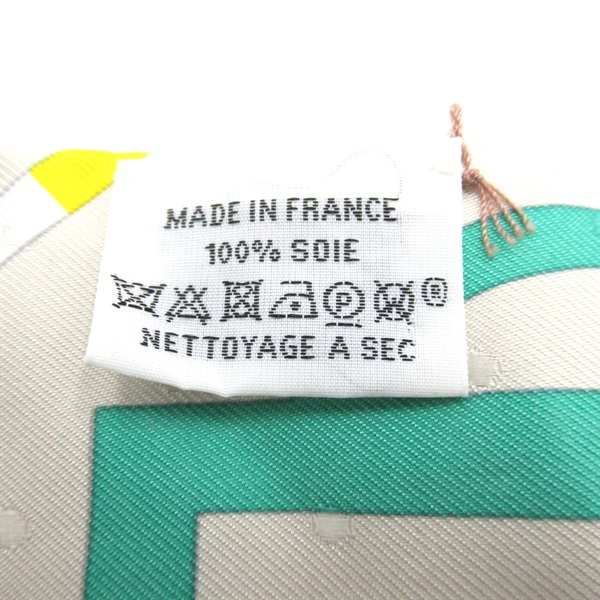 MADE IN FRANCE
100% SOIE
P ®
NETTOYAGE A SEC